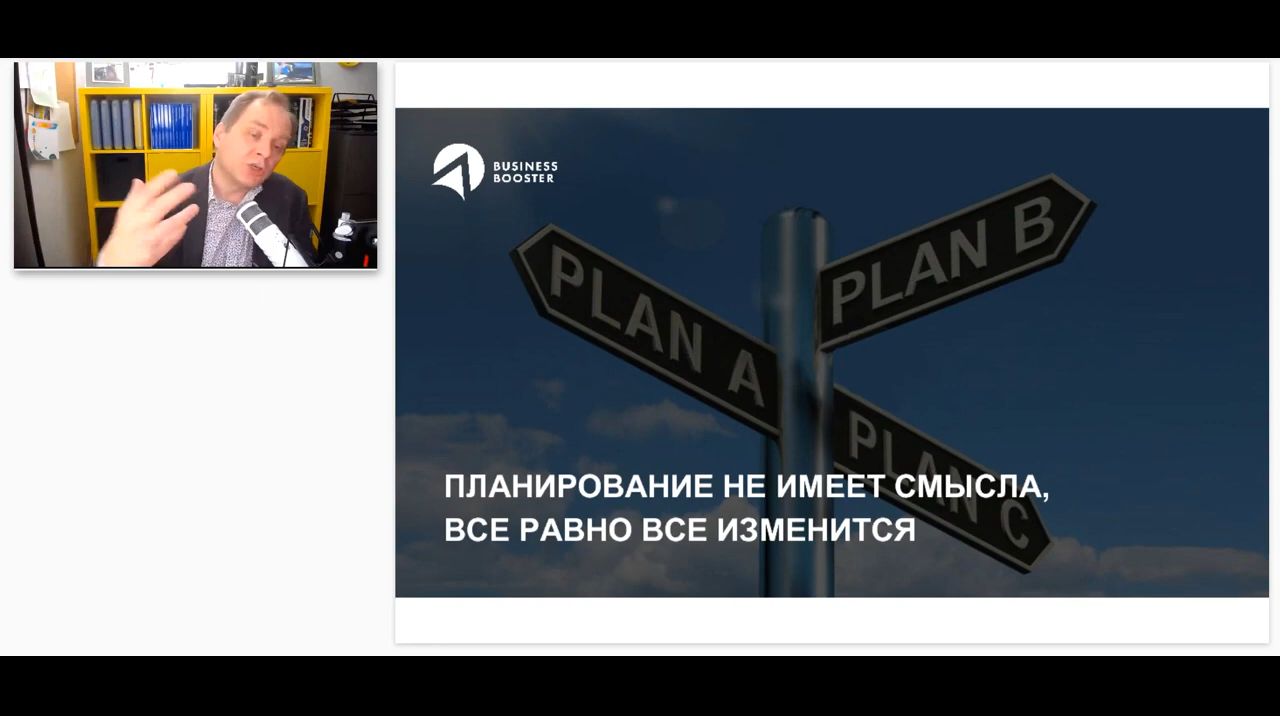 BUSINESS
BOOSTER
PLAN A
PLAN B
PLAN C
ПЛАНИРОВАНИЕ НЕ ИМЕЕТ СМЫСЛА,
ВСЕ РАВНО ВСЕ ИЗМЕНИТСЯ